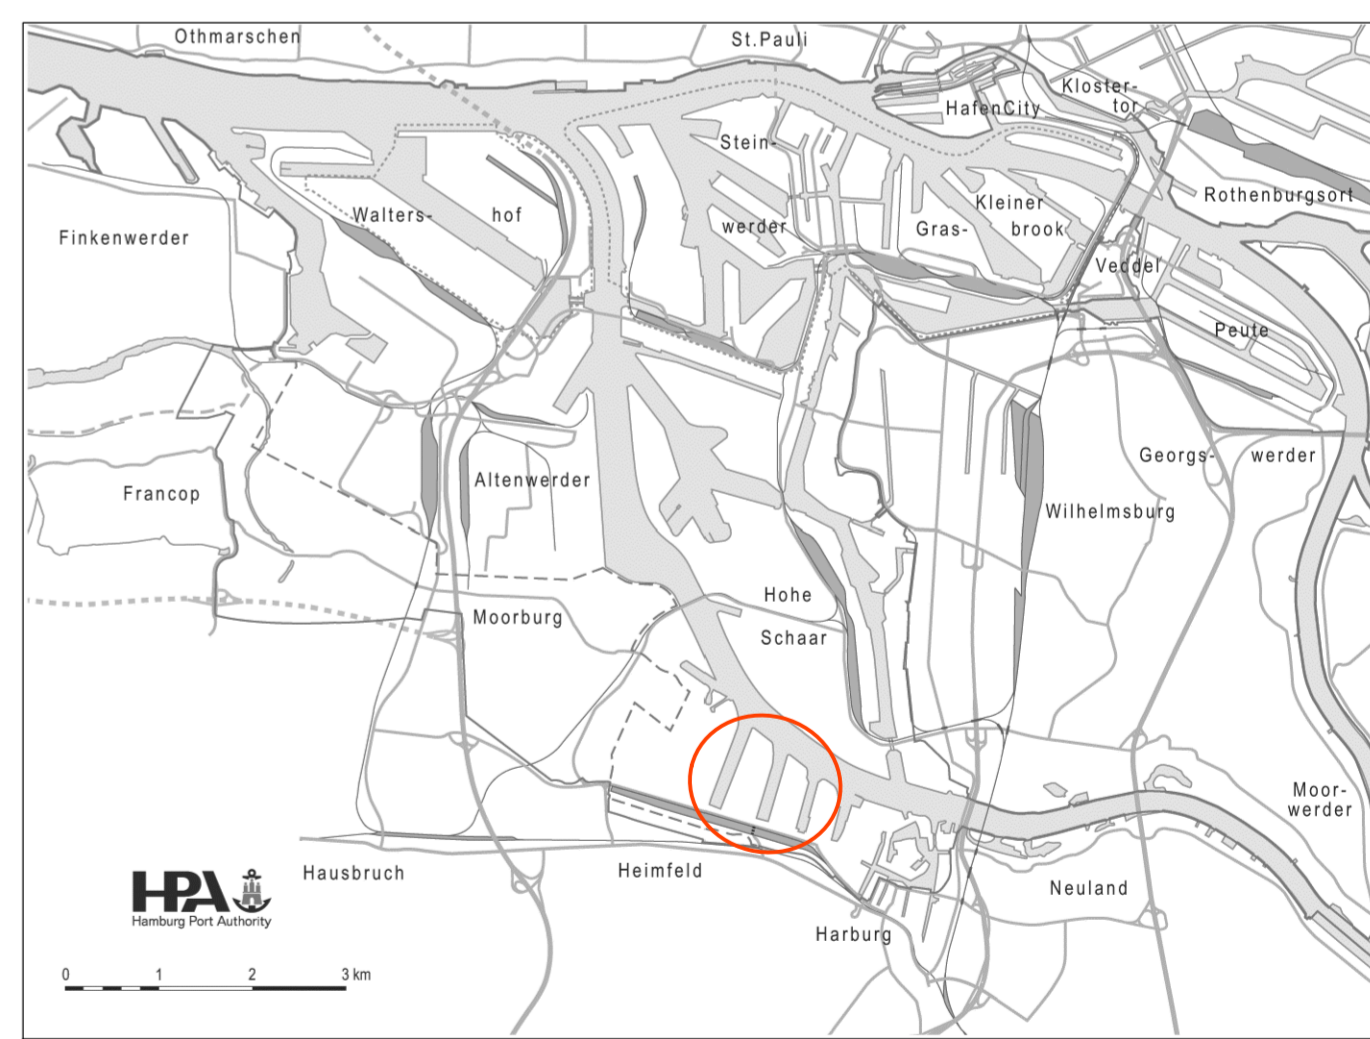 Othmarschen
St.Pauli
Kloster-
tor
HafenCity
Stein-
werder
Rothenburgsort
Kleiner
Gras-
brook
Walters-
hof
Finkenwerder
Veddel
Peute
Georgs-
werder
Altenwerder
Francop
Wilhelmsburg
Hohe
Schaar
Moorburg
Moor-
werder
Hausbruch
Heimfeld
Neuland
Harburg
HPA
Hamburg Port Authority
0 1 2 3 km